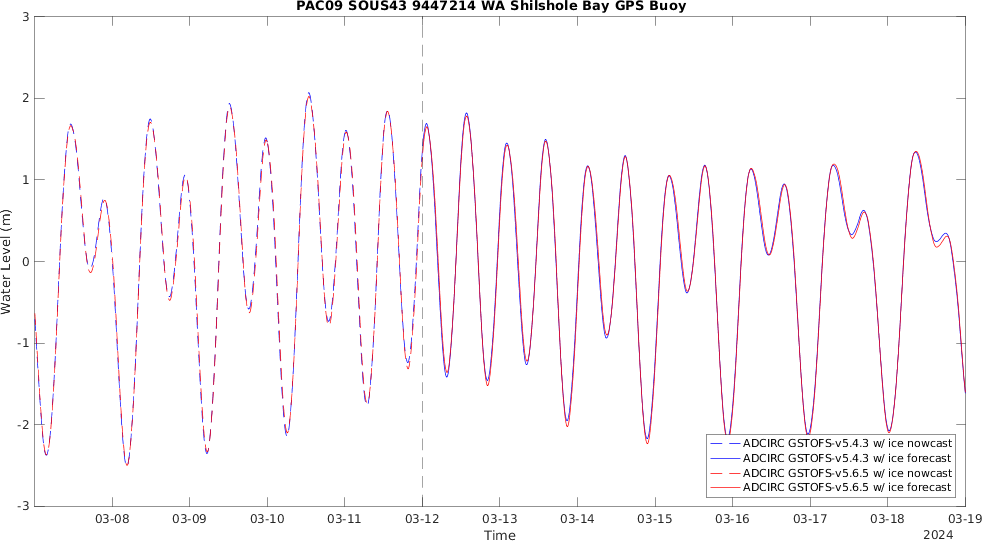 PAC09 SOUS43 9447214 WA Shilshole Bay GPS Buoy
3
2
1
0
-1
-2
-3
Water Level (m)
ADCIRC GSTOFS-v5.4.3 w/ ice nowcast
ADCIRC GSTOFS-v5.4.3 w/ ice forecast
ADCIRC GSTOFS-v5.6.5 w/ ice nowcast
ADCIRC GSTOFS-v5.6.5 w/ ice forecast
03-08 03-09 03-10 03-11 03-12 03-13 03-14 03-15 03-16 03-17 03-18 03-19
Time 2024